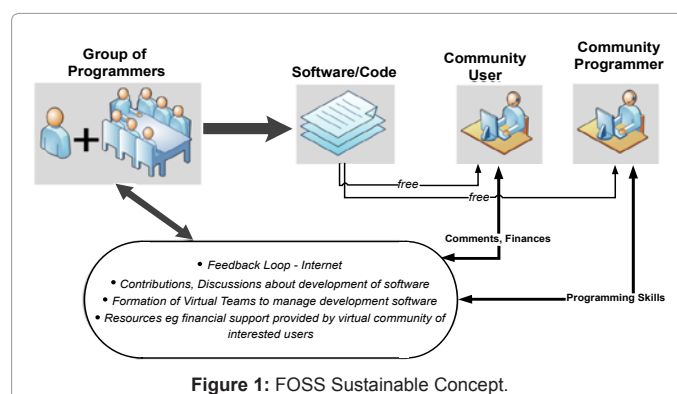 Group of
Programmers
Software/Code
Community
User
Community
Programmer
free
free
Comments, Finances
• Feedback Loop - Internet
• Contributions, Discussions about development of software
• Formation of Virtual Teams to manage development software
• Resources eg financial support provided by virtual community of
interested users
Programming Skills
Figure 1: FOSS Sustainable Concept.